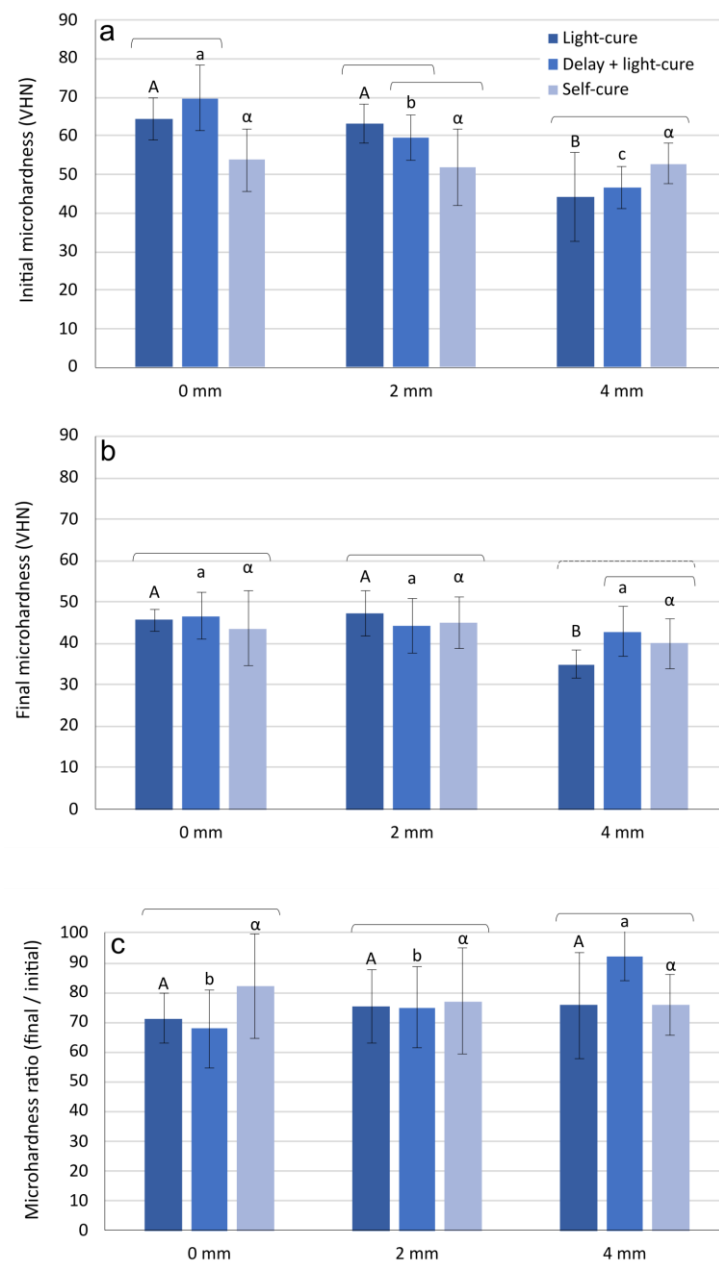 a
Initial microhardness (VHN)
90
80
70
60
50
40
30
20
10
0
Light-cure
Delay + light-cure
Self-cure
A a α
A b α
B c α
0 mm 2 mm 4 mm
b
Final microhardness (VHN)
90
80
70
60
50
40
30
20
10
0
A a α
A a α
B a α
0 mm 2 mm 4 mm
c
Microhardness ratio (final / initial)
100
90
80
70
60
50
40
30
20
10
0
A b α
A b α
A a α
0 mm 2 mm 4 mm